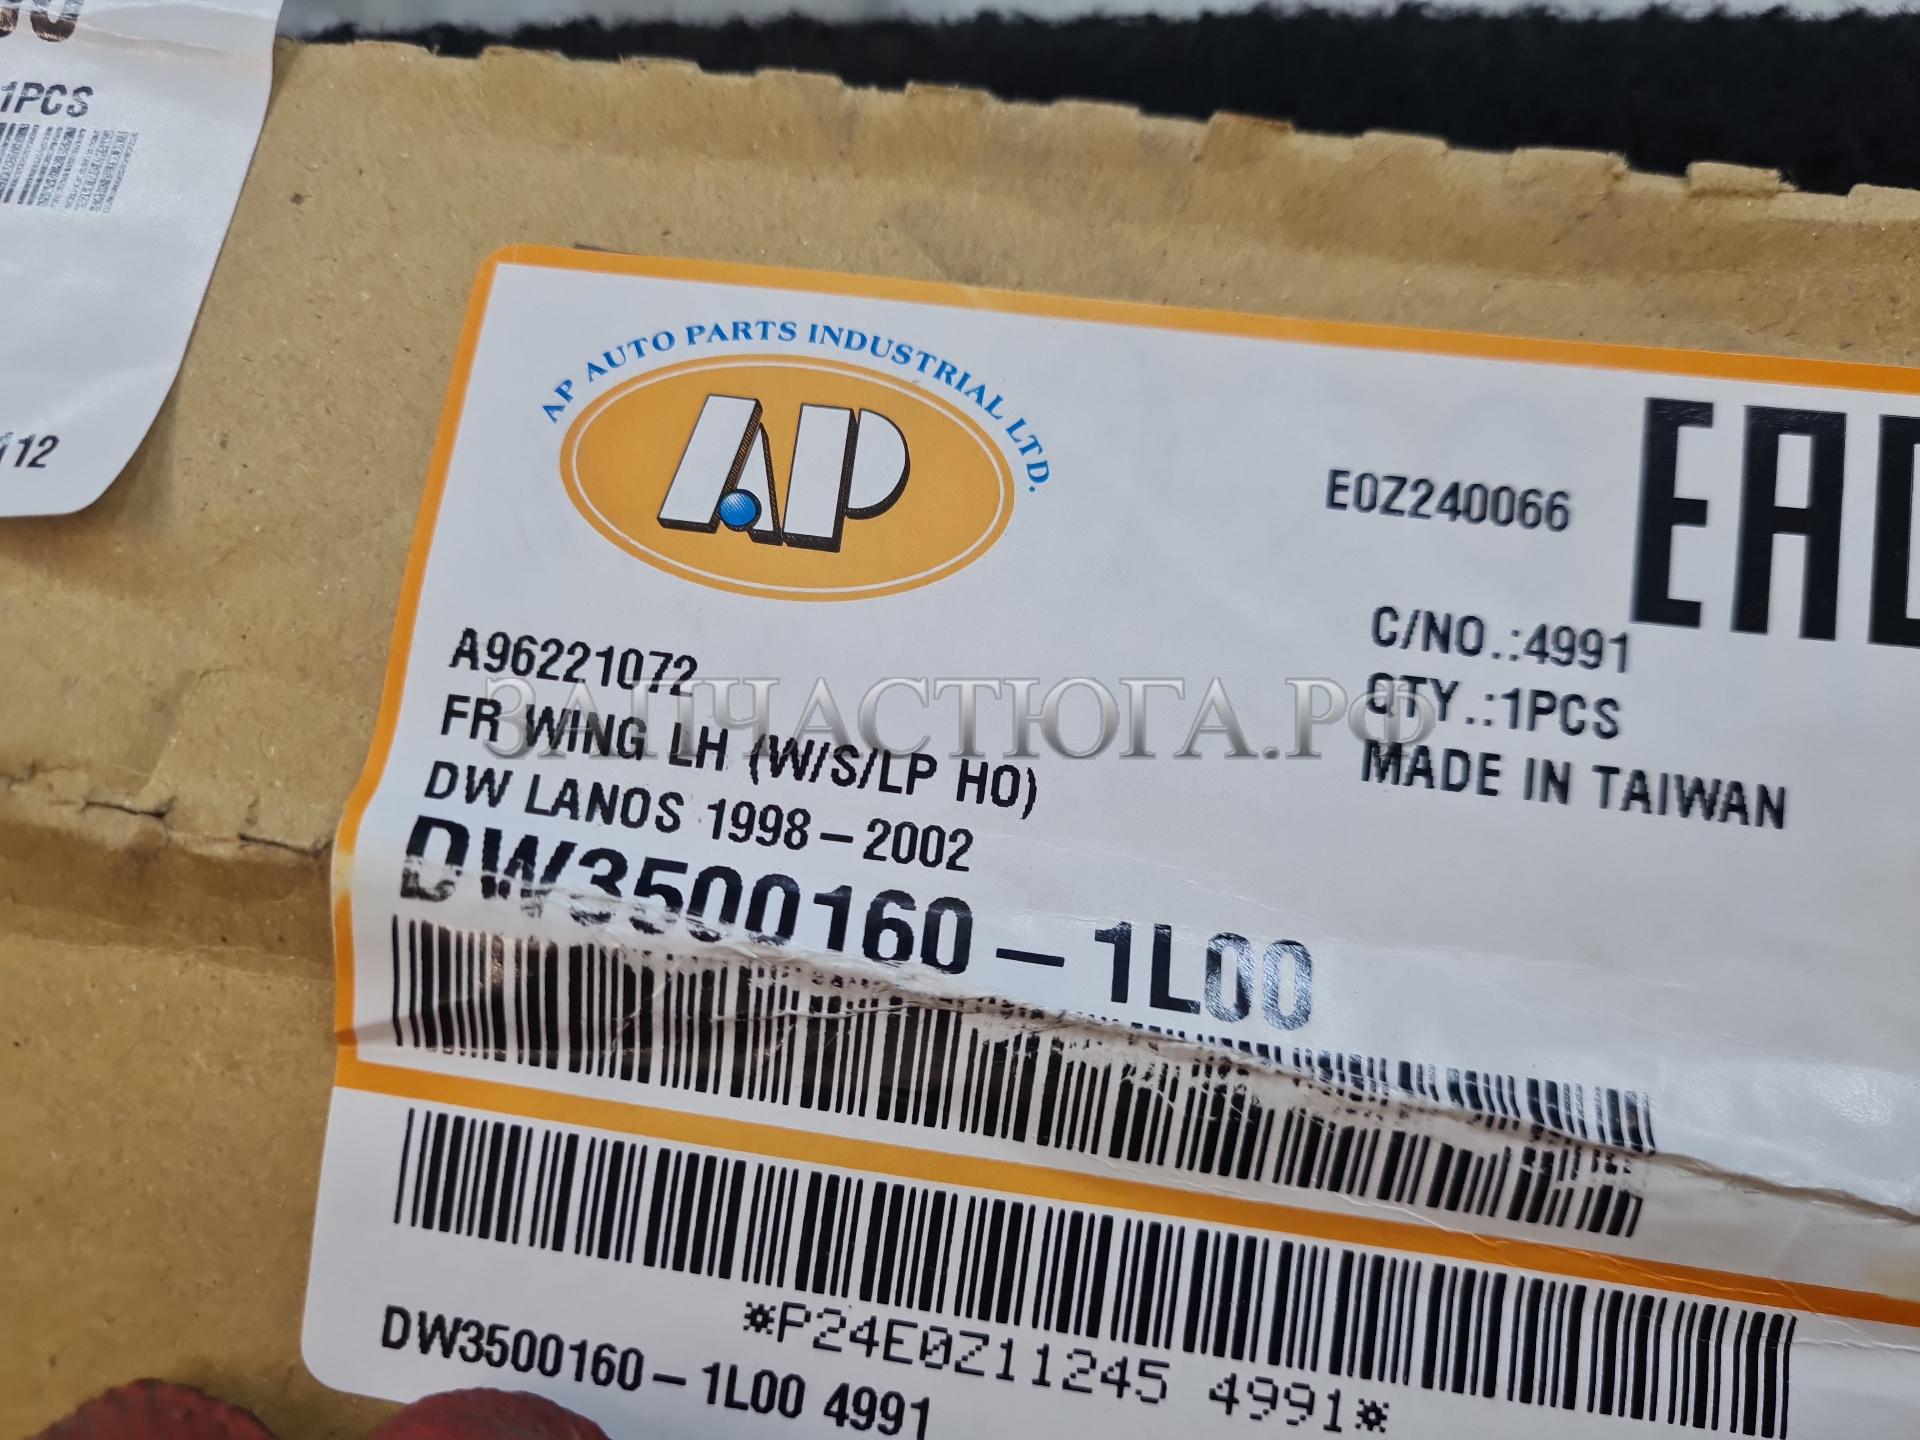 1PCS
112
AP AUTO PARTS INDUSTRIAL LTD.
AP
E0Z240066
C/NO.:4991
QTY.:1PCS
MADE IN TAIWAN
A96221072
FR WING LH (W/S/LP HO)
DW LANOS 1998-2002
DW3500160-1L00
ЗАПЧАСТЮГА.РФ
*P24E0Z11245 4991*
DW3500160-1L00 4991